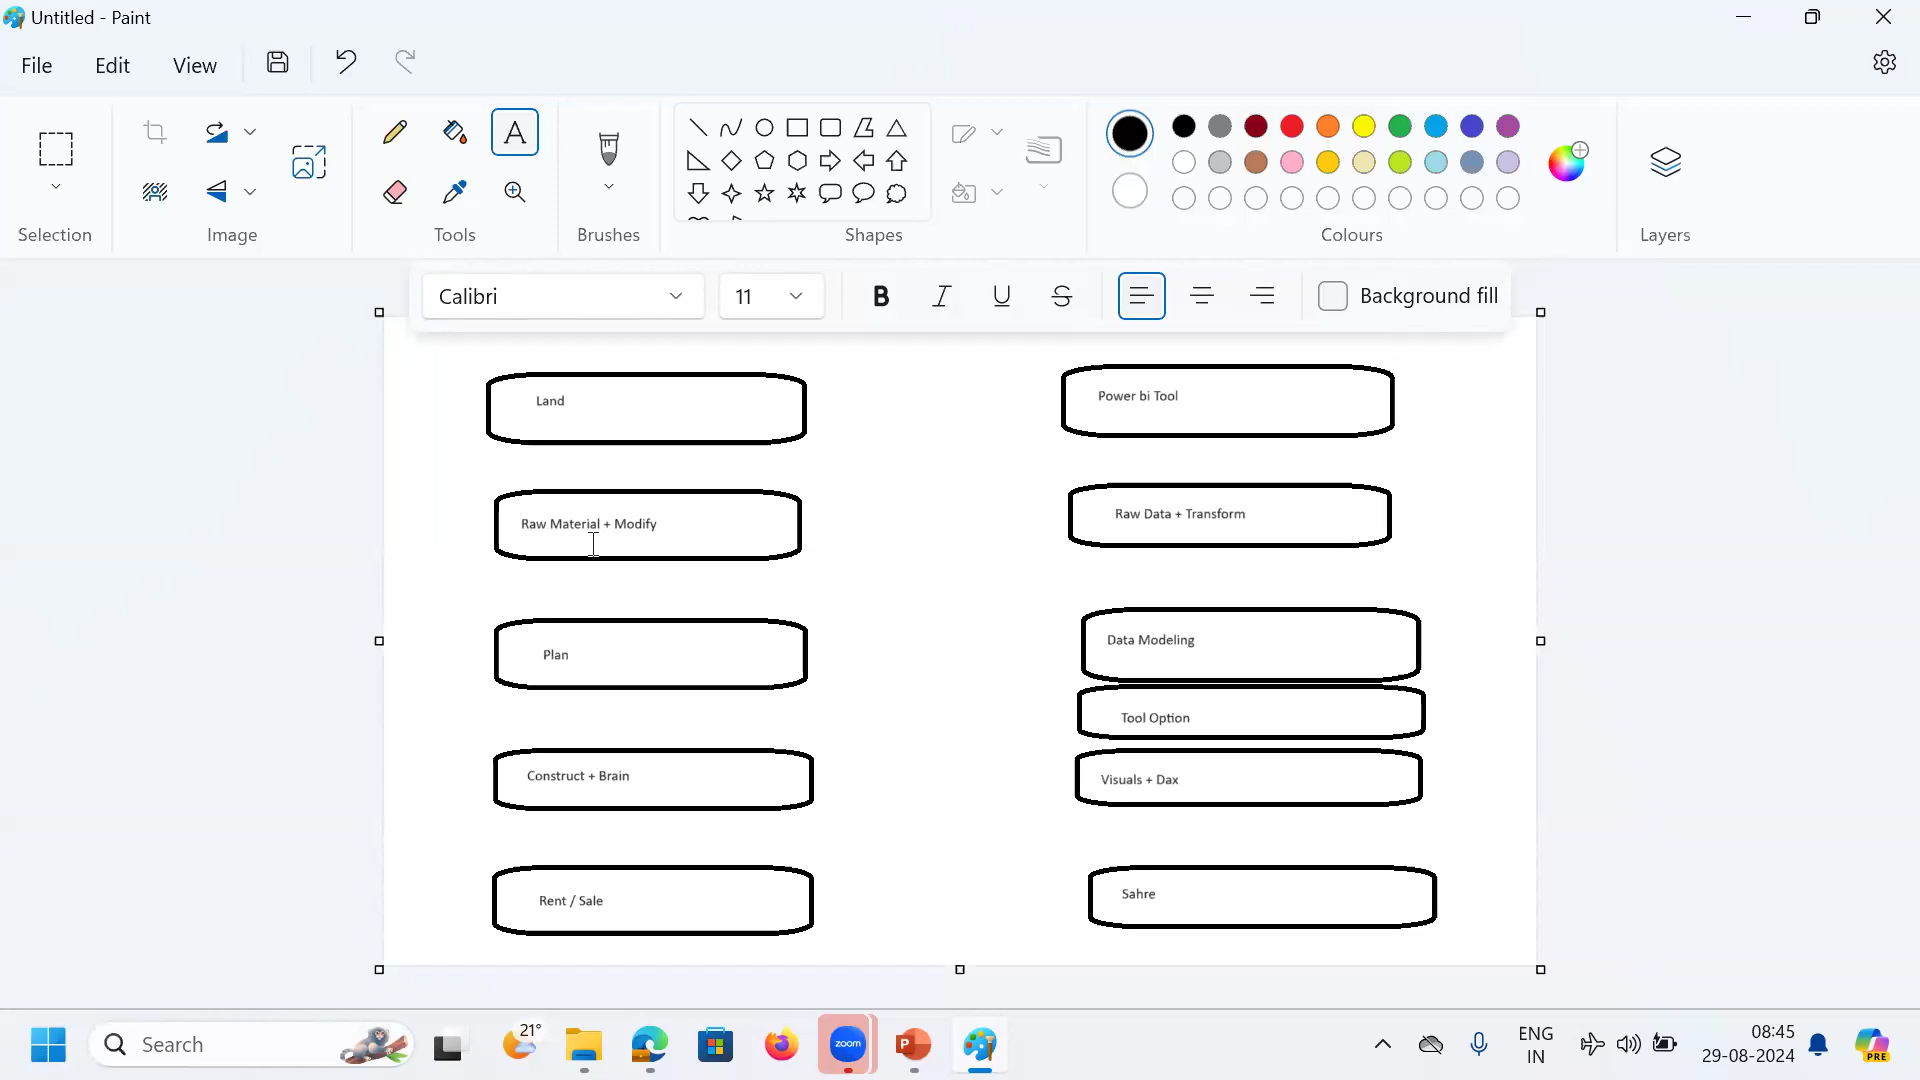 Untitled - Paint
File Edit View
Selection Image Tools Brushes Shapes Colours Layers
Calibri 11 B I U S Background fill
Land
Power bi Tool
Raw Material + Modify
Raw Data + Transform
Plan
Data Modeling
Tool Option
Construct + Brain
Visuals + Dax
Rent / Sale
Sahre
Search
21°
zoom
ENG
IN
08:45
29-08-2024
PRE